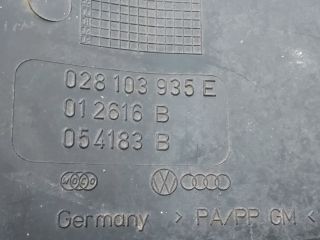 028 103 935 E
012616 B
054183 B
Germany > PA/PP GM <